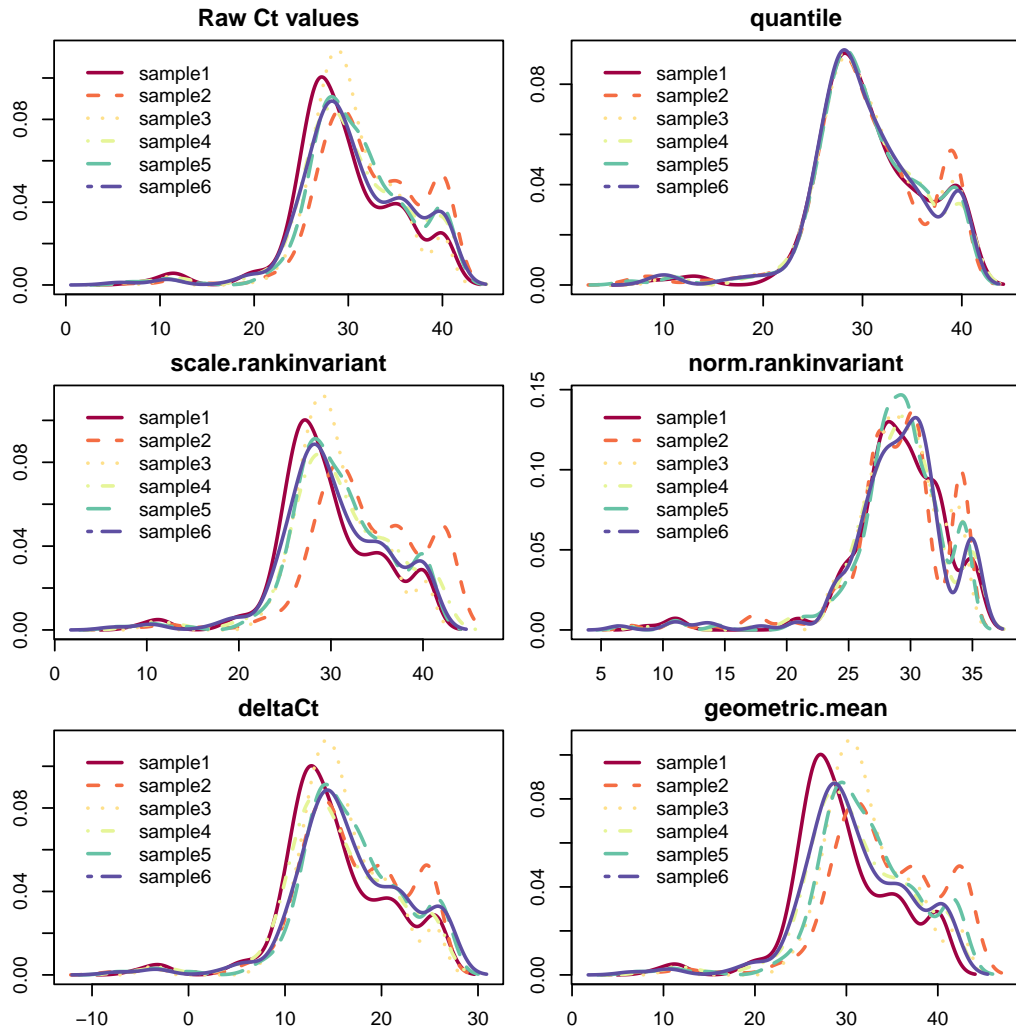 Raw Ct values
sample1
sample2
sample3
sample4
sample5
sample6
0.00 0.04 0.08
0 10 20 30 40
quantile
sample1
sample2
sample3
sample4
sample5
sample6
0.00 0.04 0.08
10 20 30 40
scale.rankinvariant
sample1
sample2
sample3
sample4
sample5
sample6
0.00 0.04 0.08
0 10 20 30 40
norm.rankinvariant
sample1
sample2
sample3
sample4
sample5
sample6
0.00 0.05 0.10 0.15
5 10 15 20 25 30 35
deltaCt
sample1
sample2
sample3
sample4
sample5
sample6
0.00 0.04 0.08
−10 0 10 20 30
geometric.mean
sample1
sample2
sample3
sample4
sample5
sample6
0.00 0.04 0.08
0 10 20 30 40